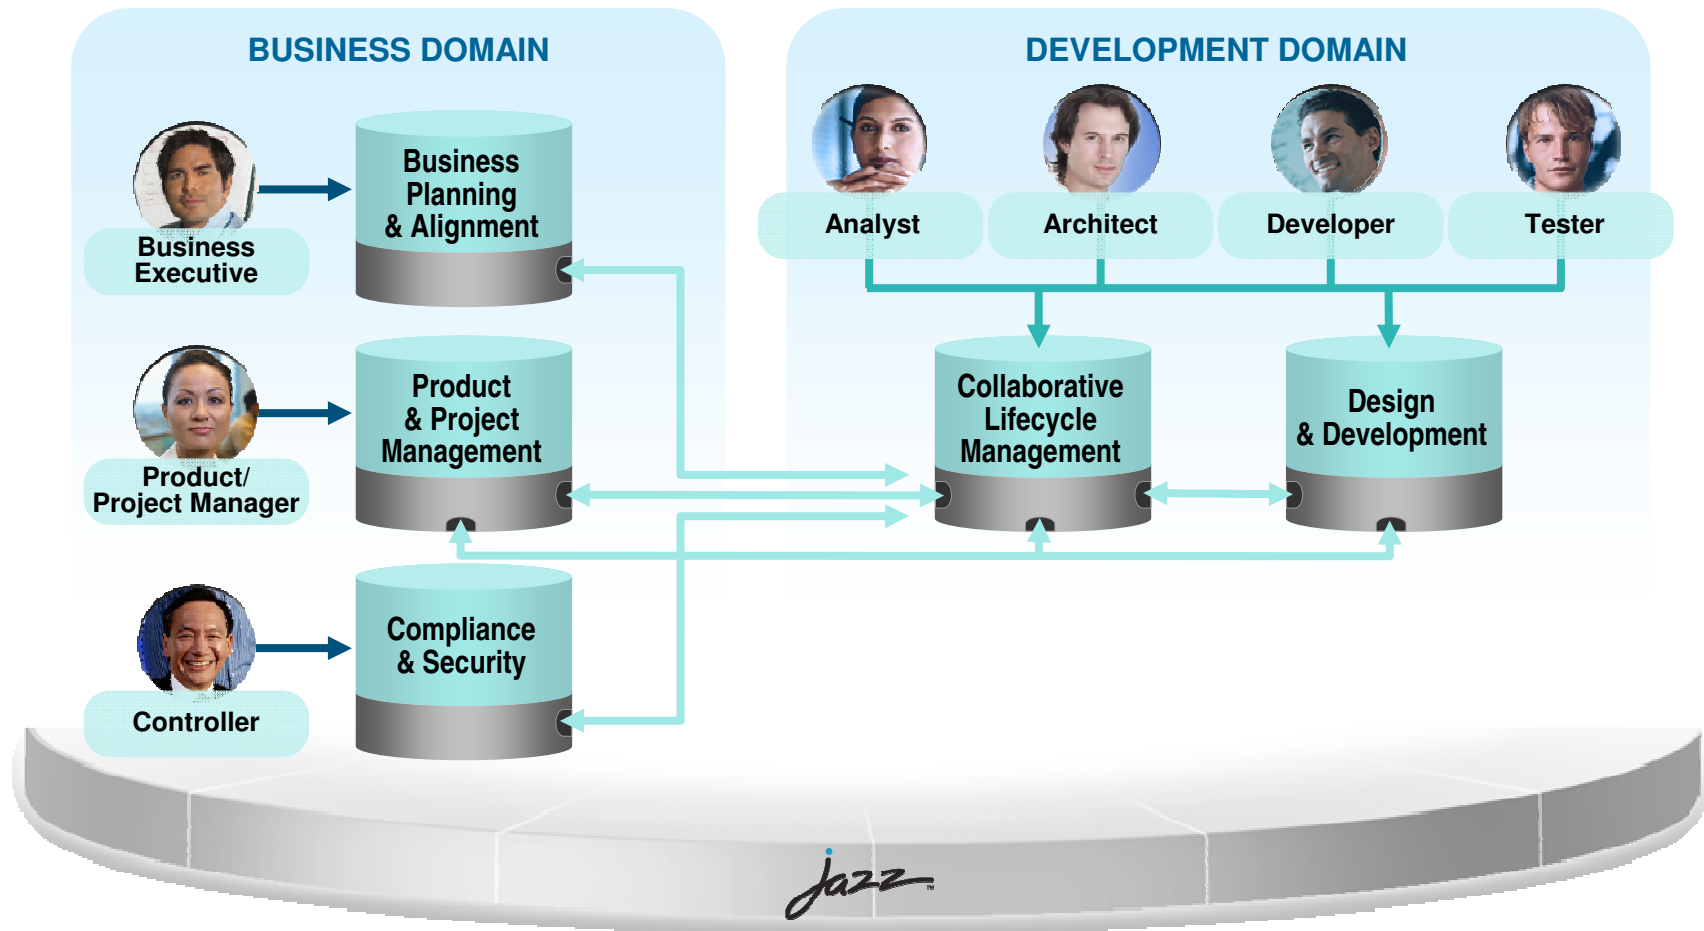 BUSINESS DOMAIN
Business
Executive
Business
Planning
& Alignment
Product/
Project Manager
Product
& Project
Management
Controller
Compliance
& Security
DEVELOPMENT DOMAIN
Analyst
Architect
Developer
Tester
Collaborative
Lifecycle
Management
Design
& Development
jazz